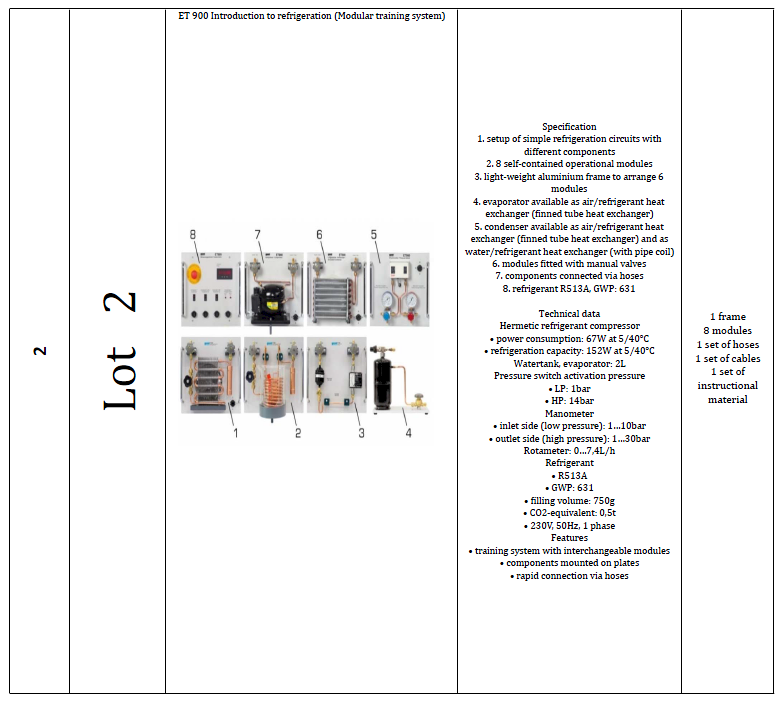 2
Lot 2
ET 900 Introduction to refrigeration (Modular training system)
8
7
6
5
1
2
3
4
Specification
1. setup of simple refrigeration circuits with
different components
2. 8 self-contained operational modules
3. light-weight aluminium frame to arrange 6
modules
4. evaporator available as air/refrigerant heat
exchanger (finned tube heat exchanger)
5. condenser available as air/refrigerant heat
exchanger (finned tube heat exchanger) and as
water/refrigerant heat exchanger (with pipe coil)
6. modules fitted with manual valves
7. components connected via hoses
8. refrigerant R513A, GWP: 631
Technical data
Hermetic refrigerant compressor
• power consumption: 67W at 5/40°C
• refrigeration capacity: 152W at 5/40°C
Watertank, evaporator: 2L
Pressure switch activation pressure
• LP: 1bar
• HP: 14bar
Manometer
• inlet side (low pressure): 1...10bar
• outlet side (high pressure): 1...30bar
Rotameter: 0...7,4L/h
Refrigerant
• R513A
• GWP: 631
• filling volume: 750g
• CO2-equivalent: 0,5t
• 230V, 50Hz, 1 phase
Features
• training system with interchangeable modules
• components mounted on plates
• rapid connection via hoses
1 frame
8 modules
1 set of hoses
1 set of cables
1 set of
instructional
material